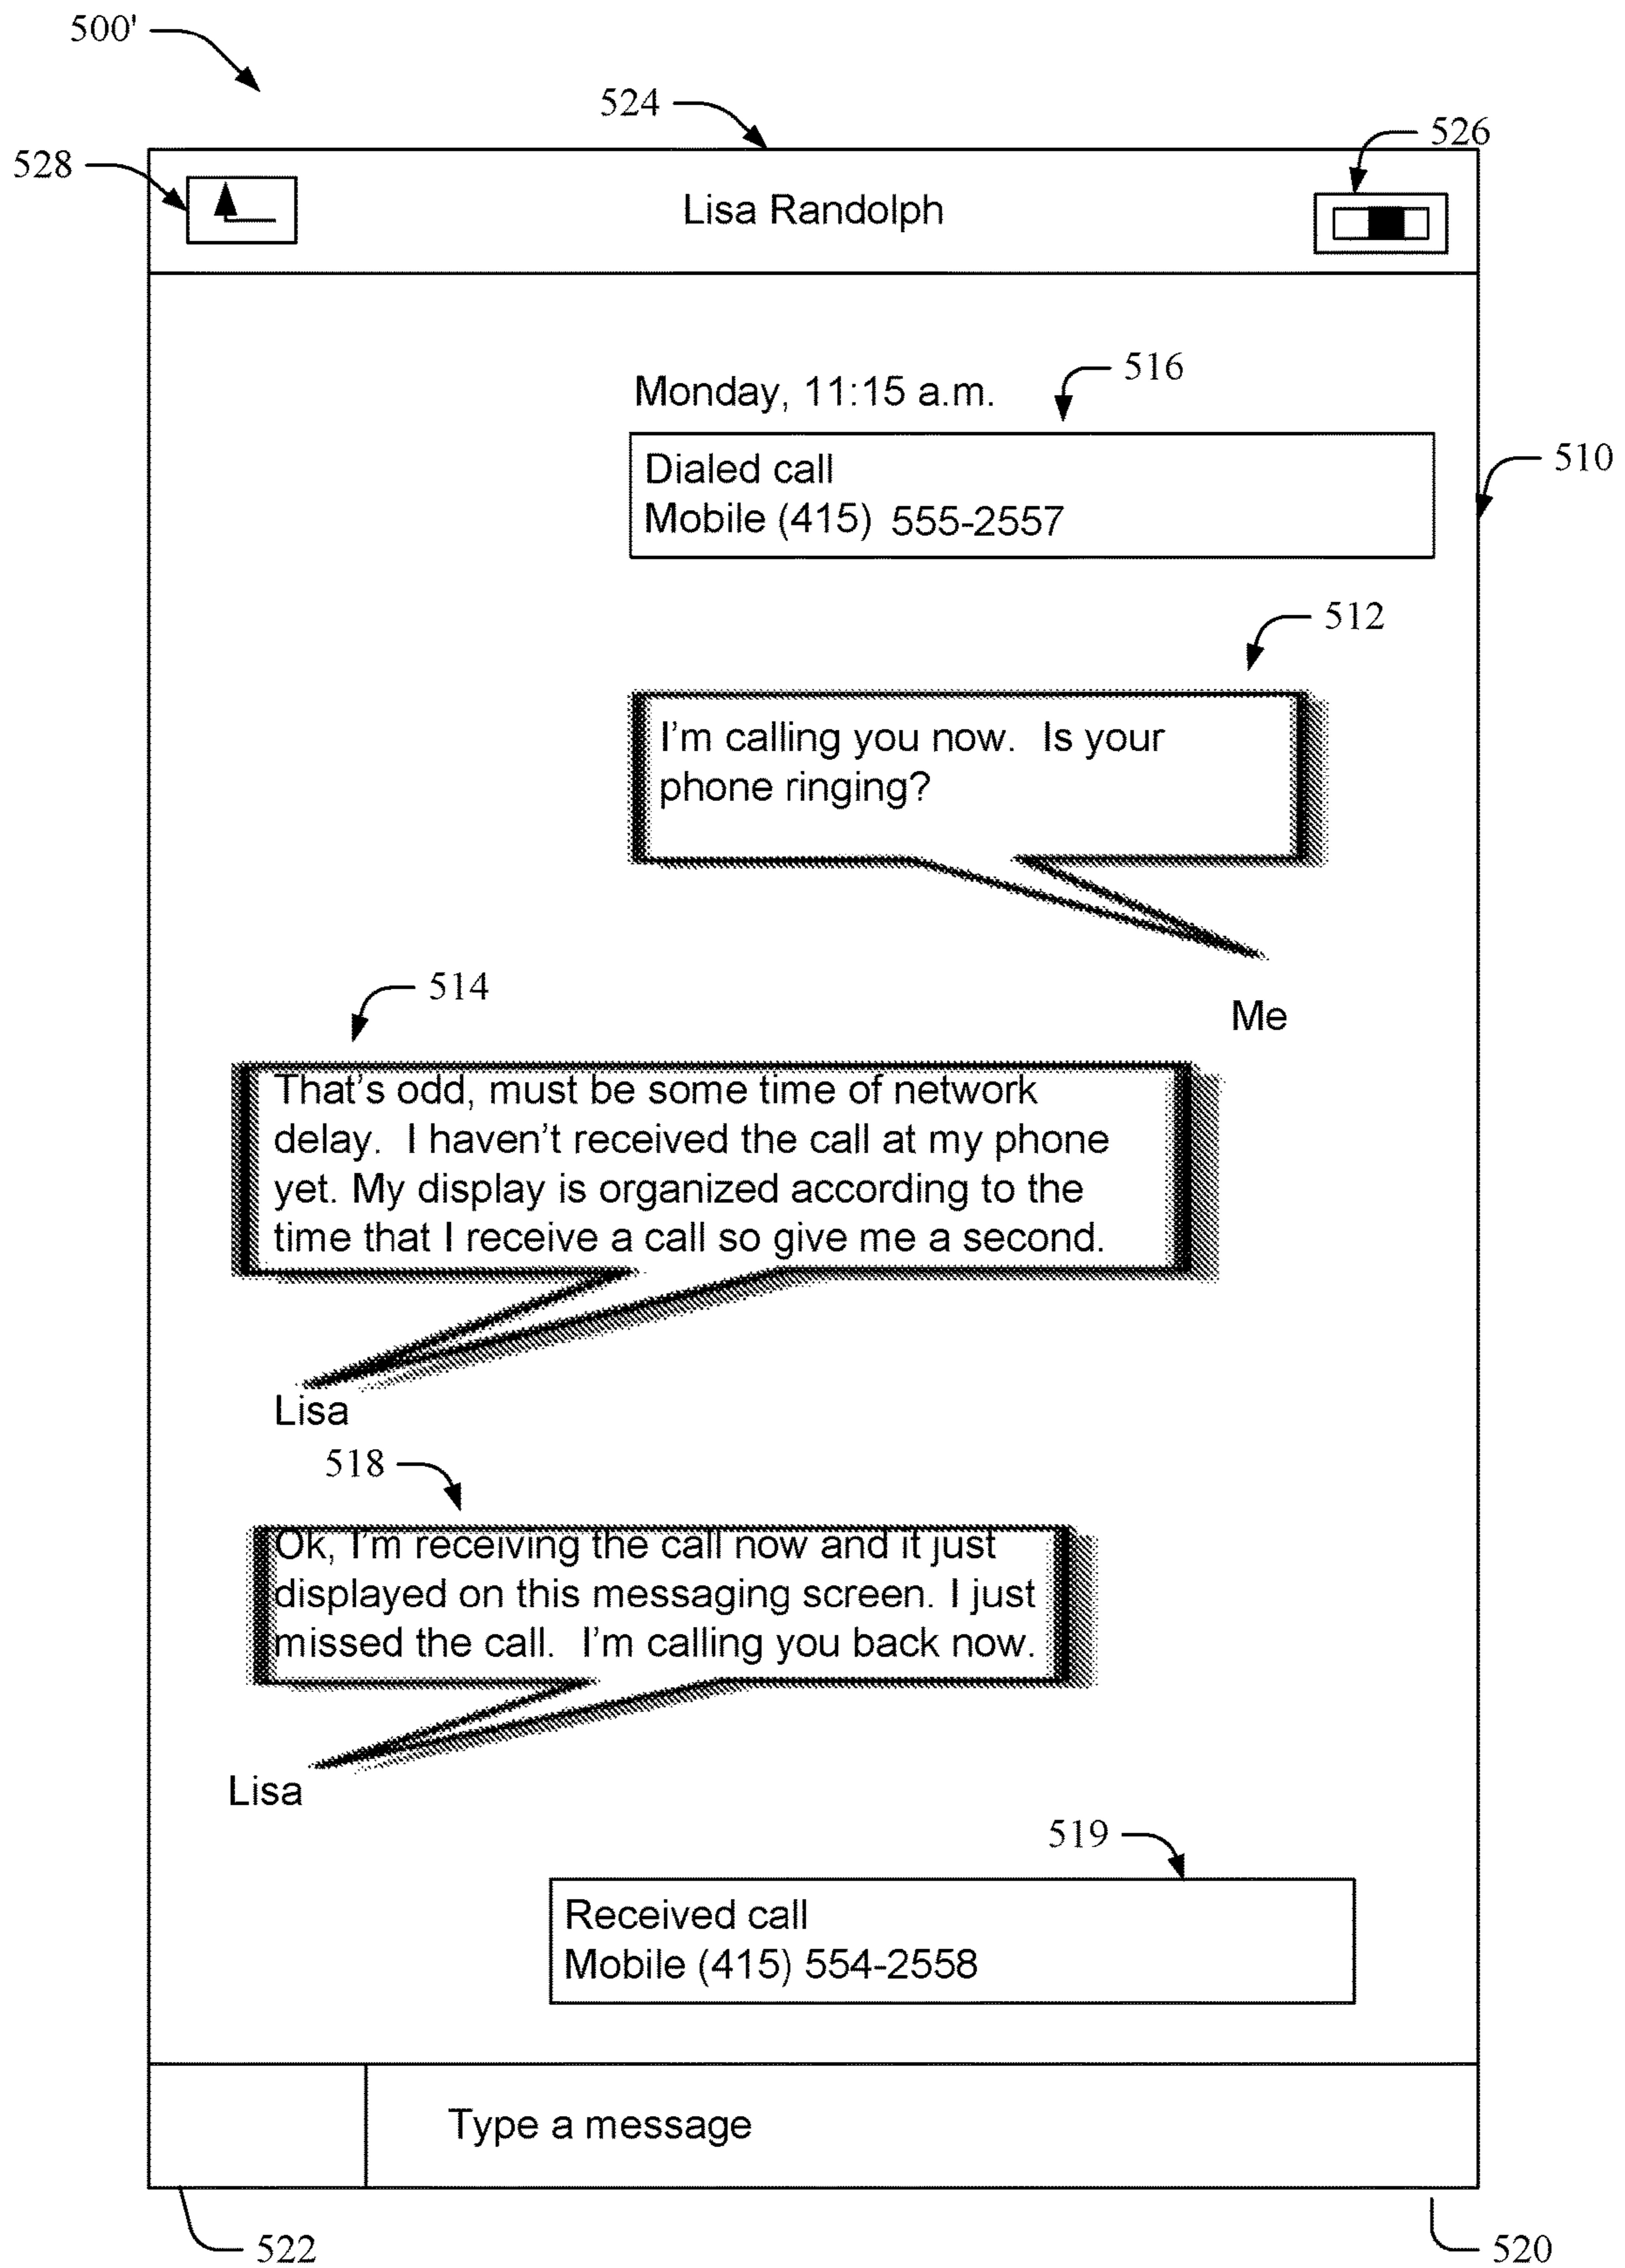 500'
524
526
528
Lisa Randolph
516
Monday, 11:15 a.m.
510
Dialed call
Mobile (415) 555-2557
512
I'm calling you now. Is your
phone ringing?
Me
514
That's odd, must be some time of network
delay. I haven't received the call at my phone
yet. My display is organized according to the
time that I receive a call so give me a second.
Lisa
518
Ok, I'm receiving the call now and it just
displayed on this messaging screen. I just
missed the call. I'm calling you back now.
Lisa
519
Received call
Mobile (415) 554-2558
Type a message
522
520